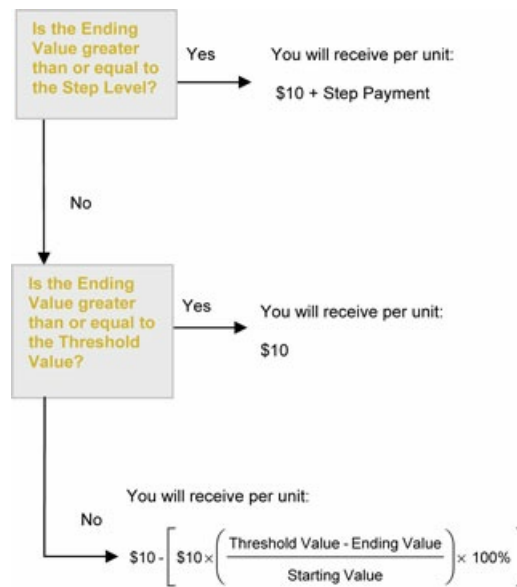 Is the Ending
Value greater
than or equal to
the Step Level?
Yes
You will receive per unit:
$10 + Step Payment
No
Is the Ending
Value greater
than or equal to
the Threshold
Value?
Yes
You will receive per unit:
$10
No
You will receive per unit:
$10 - [ $10 × ( Threshold Value - Ending Value / Starting Value ) × 100% ]